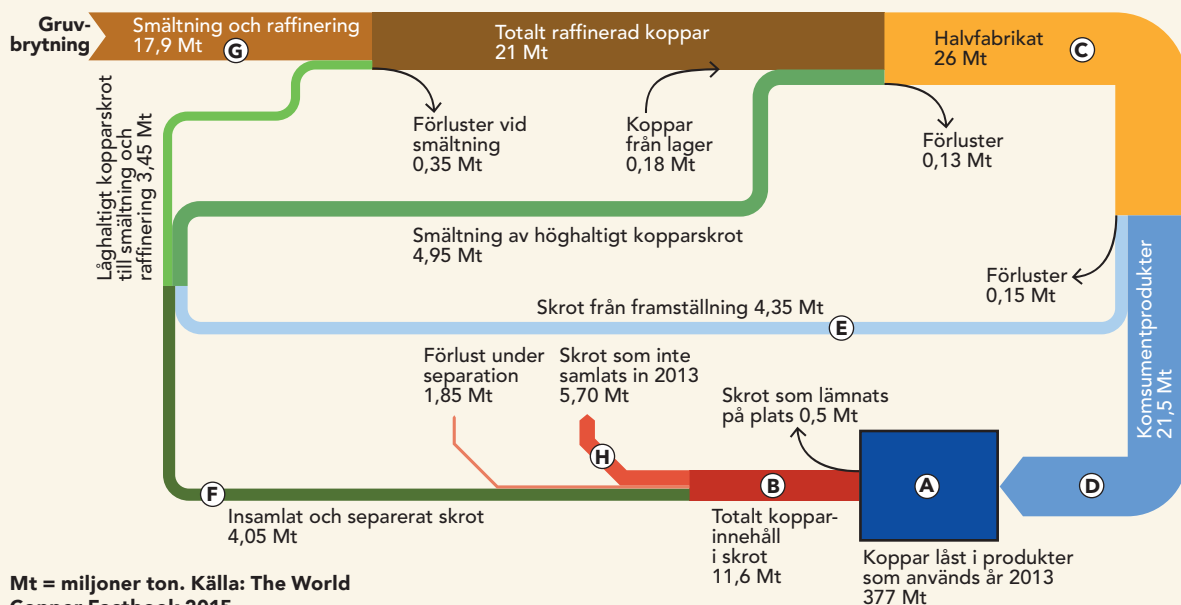 Gruv-
brytning
Smältning och raffinering
17,9 Mt
G
Totalt raffinerad koppar
21 Mt
Halvfabrikat
26 Mt
C
Låghaltigt kopparskrot
till smältning och
raffinering 3,45 Mt
Förluster vid
smältning
0,35 Mt
Koppar
från lager
0,18 Mt
Förluster
0,13 Mt
Smältning av höghaltigt kopparskrot
4,95 Mt
Förluster
0,15 Mt
Skrot från framställning 4,35 Mt
E
Komsumentprodukter
21,5 Mt
Förlust under
separation
1,85 Mt
Skrot som inte
samlats in 2013
5,70 Mt
Skrot som lämnats
på plats 0,5 Mt
H
F
B
A
D
Insamlat och separerat skrot
4,05 Mt
Totalt koppar-
innehåll
i skrot
11,6 Mt
Koppar låst i produkter
som används år 2013
377 Mt
Mt = miljoner ton. Källa: The World